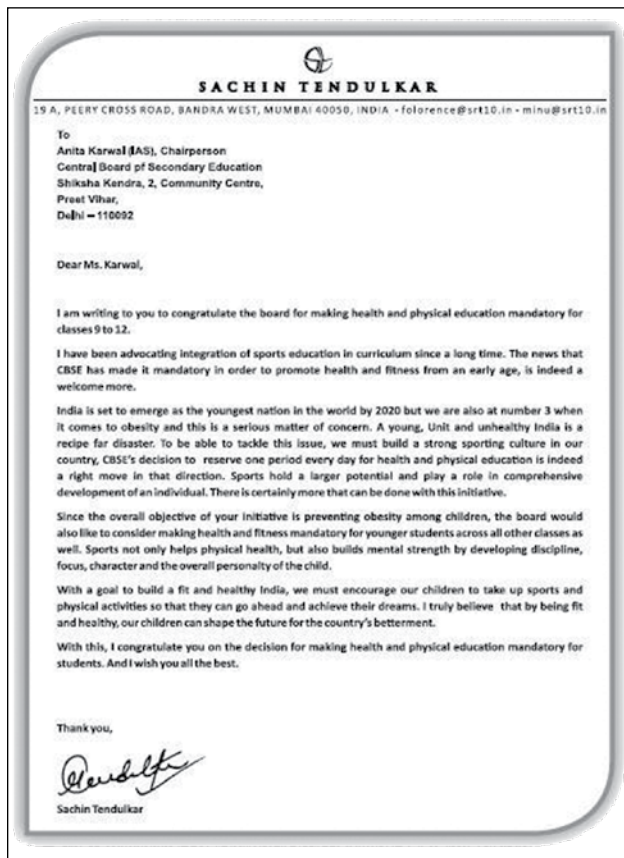 SACHIN TENDULKAR
19 A, PEERY CROSS ROAD, BANDRA WEST, MUMBAI 40050, INDIA - folorence@srt10.in - minu@srt10.in
To
Anita Karwal (IAS), Chairperson
Central Board pf Secondary Education
Shiksha Kendra, 2, Community Centre,
Preet Vihar,
Delhi – 110092
Dear Ms. Karwal,
I am writing to you to congratulate the board for making health and physical education mandatory for
classes 9 to 12.
I have been advocating integration of sports education in curriculum since a long time. The news that
CBSE has made it mandatory in order to promote health and fitness from an early age, is indeed a
welcome more.
India is set to emerge as the youngest nation in the world by 2020 but we are also at number 3 when
it comes to obesity and this is a serious matter of concern. A young, Unit and unhealthy India is a
recipe far disaster. To be able to tackle this issue, we must build a strong sporting culture in our
country, CBSE's decision to reserve one period every day for health and physical education is indeed
a right move in that direction. Sports hold a larger potential and play a role in comprehensive
development of an individual. There is certainly more that can be done with this initiative.
Since the overall objective of your initiative is preventing obesity among children, the board would
also like to consider making health and fitness mandatory for younger students across all other classes as
well. Sports not only helps physical health, but also builds mental strength by developing discipline,
focus, character and the overall personalty of the child.
With a goal to build a fit and healthy India, we must encourage our children to take up sports and
physical activities so that they can go ahead and achieve their dreams. I truly believe that by being fit
and healthy, our children can shape the future for the country's betterment.
With this, I congratulate you on the decision for making health and physical education mandatory for
students. And I wish you all the best.
Thank you,
Sachin Tendulkar